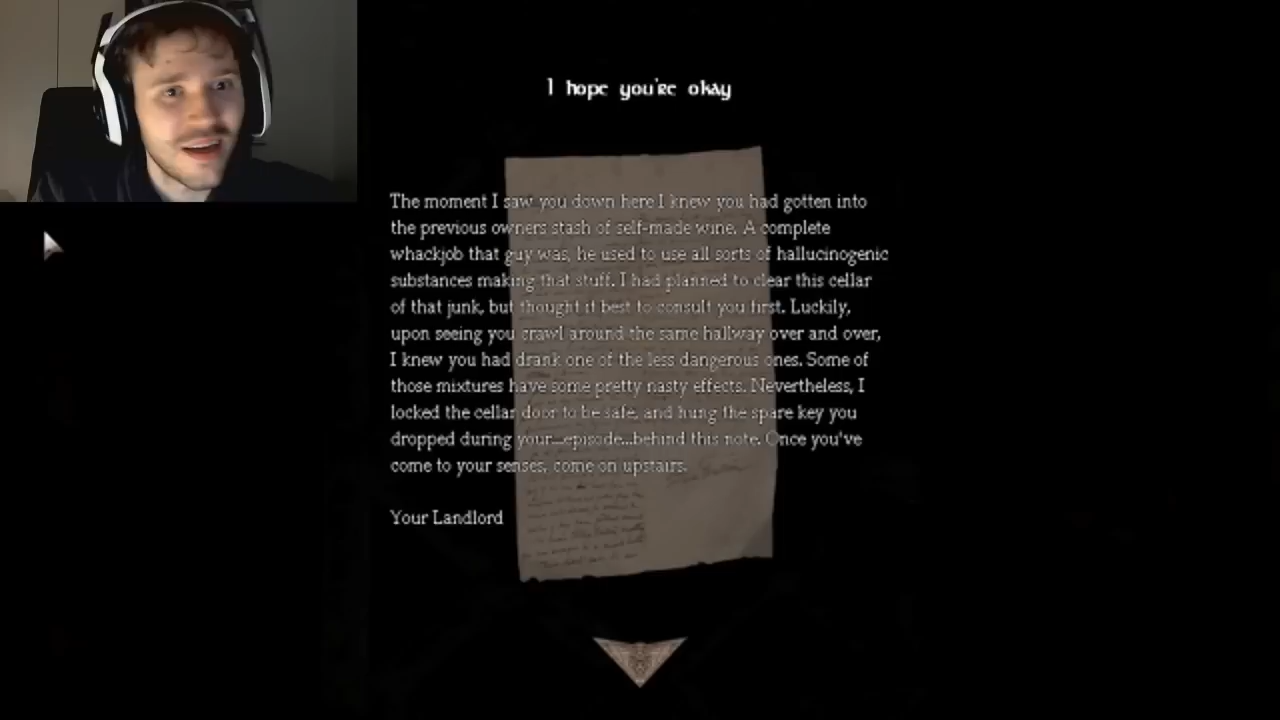 I hope you're okay
The moment I saw you down here I knew you had gotten into
the previous owners stash of self-made wine. A complete
whackjob that guy was, he used to use all sorts of hallucinogenic
substances making that stuff. I had planned to clear this cellar
of that junk, but thought it best to consult you first. Luckily,
upon seeing you crawl around the same hallway over and over,
I knew you had drank one of the less dangerous ones. Some of
those mixtures have some pretty nasty effects. Nevertheless, I
locked the cellar door to be safe, and hung the spare key you
dropped during your...episode...behind this note. Once you've
come to your senses, come on upstairs.
Your Landlord